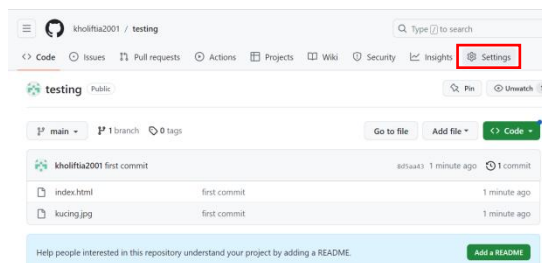 kholiftia2001 / testing
Type / to search
Code Issues Pull requests Actions Projects Wiki Security Insights Settings
testing Public
Pin Unwatch 1
main 1 branch 0 tags
Go to file Add file Code
kholiftia2001 first commit
1 minute ago 1 commit
index.html first commit 1 minute ago
kucing.jpg first commit 1 minute ago
Help people interested in this repository understand your project by adding a README.
Add a README